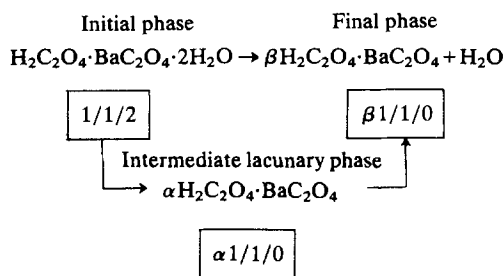 Initial phase Final phase
H₂C₂O₄·BaC₂O₄·2H₂O → βH₂C₂O₄·BaC₂O₄ + H₂O
1/1/2 β1/1/0
Intermediate lacunary phase
αH₂C₂O₄·BaC₂O₄
α1/1/0